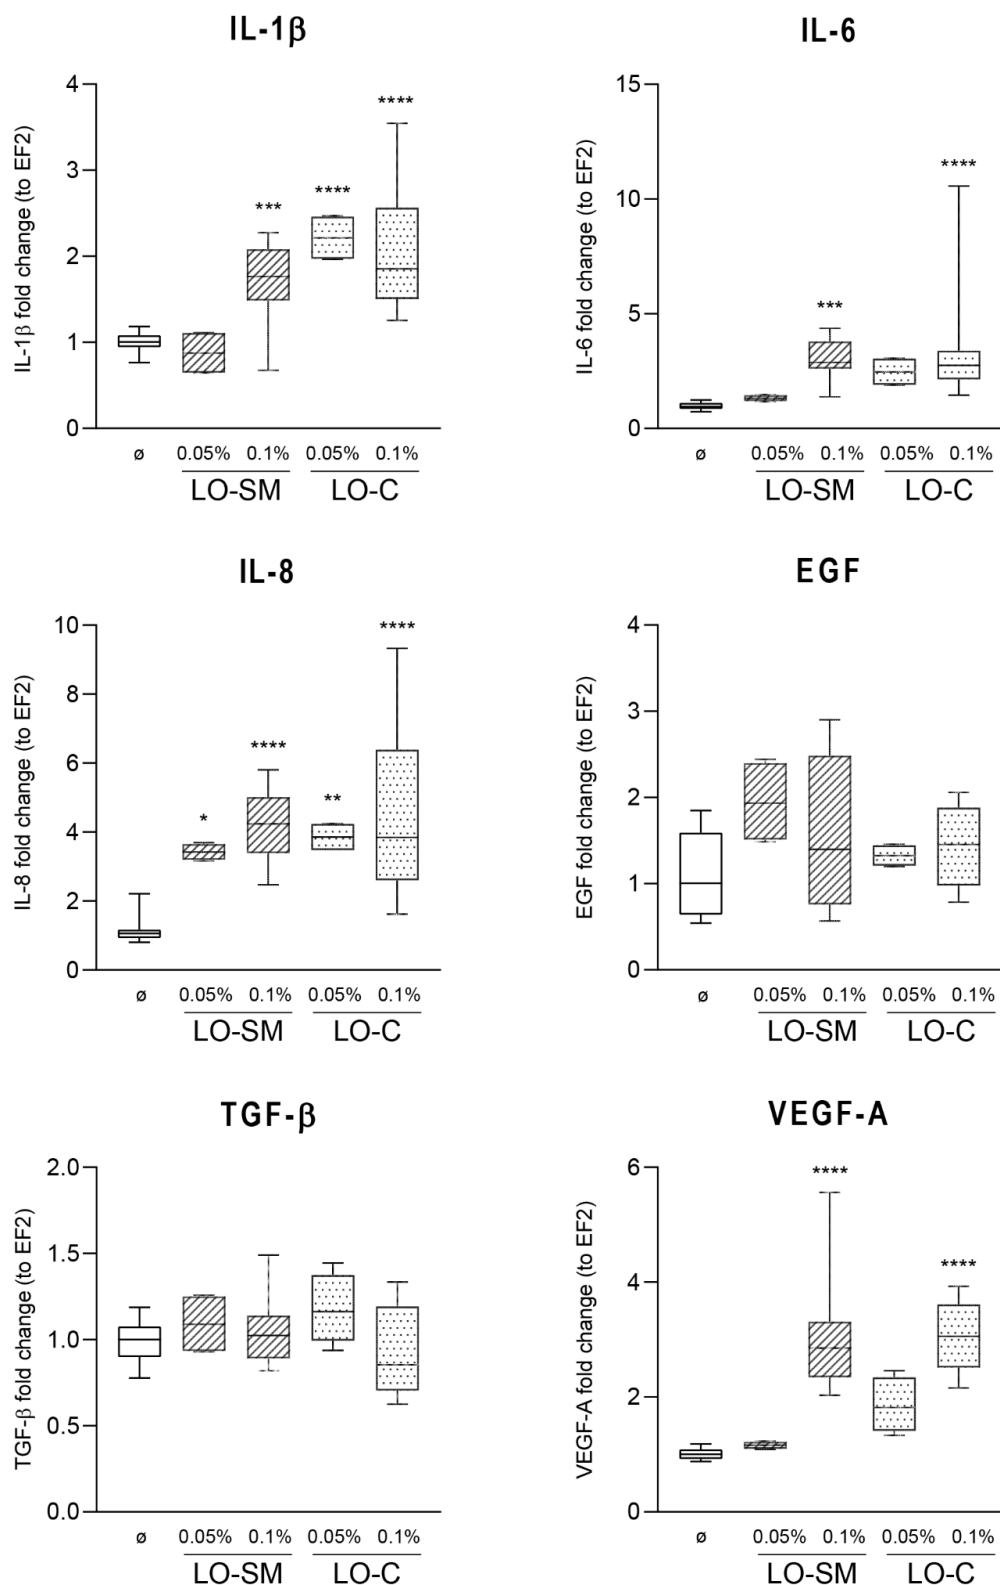 IL-1β
IL-1β fold change (to EF2)
4
3
2
1
0
***
****
****
ø
0.05%
0.1%
0.05%
0.1%
LO-SM
LO-C
IL-6
IL-6 fold change (to EF2)
15
10
5
0
***
****
ø
0.05%
0.1%
0.05%
0.1%
LO-SM
LO-C
IL-8
IL-8 fold change (to EF2)
10
8
6
4
2
0
*
****
**
****
ø
0.05%
0.1%
0.05%
0.1%
LO-SM
LO-C
EGF
EGF fold change (to EF2)
4
3
2
1
0
ø
0.05%
0.1%
0.05%
0.1%
LO-SM
LO-C
TGF-β
TGF-β fold change (to EF2)
2.0
1.5
1.0
0.5
0.0
ø
0.05%
0.1%
0.05%
0.1%
LO-SM
LO-C
VEGF-A
VEGF-A fold change (to EF2)
6
4
2
0
****
****
ø
0.05%
0.1%
0.05%
0.1%
LO-SM
LO-C